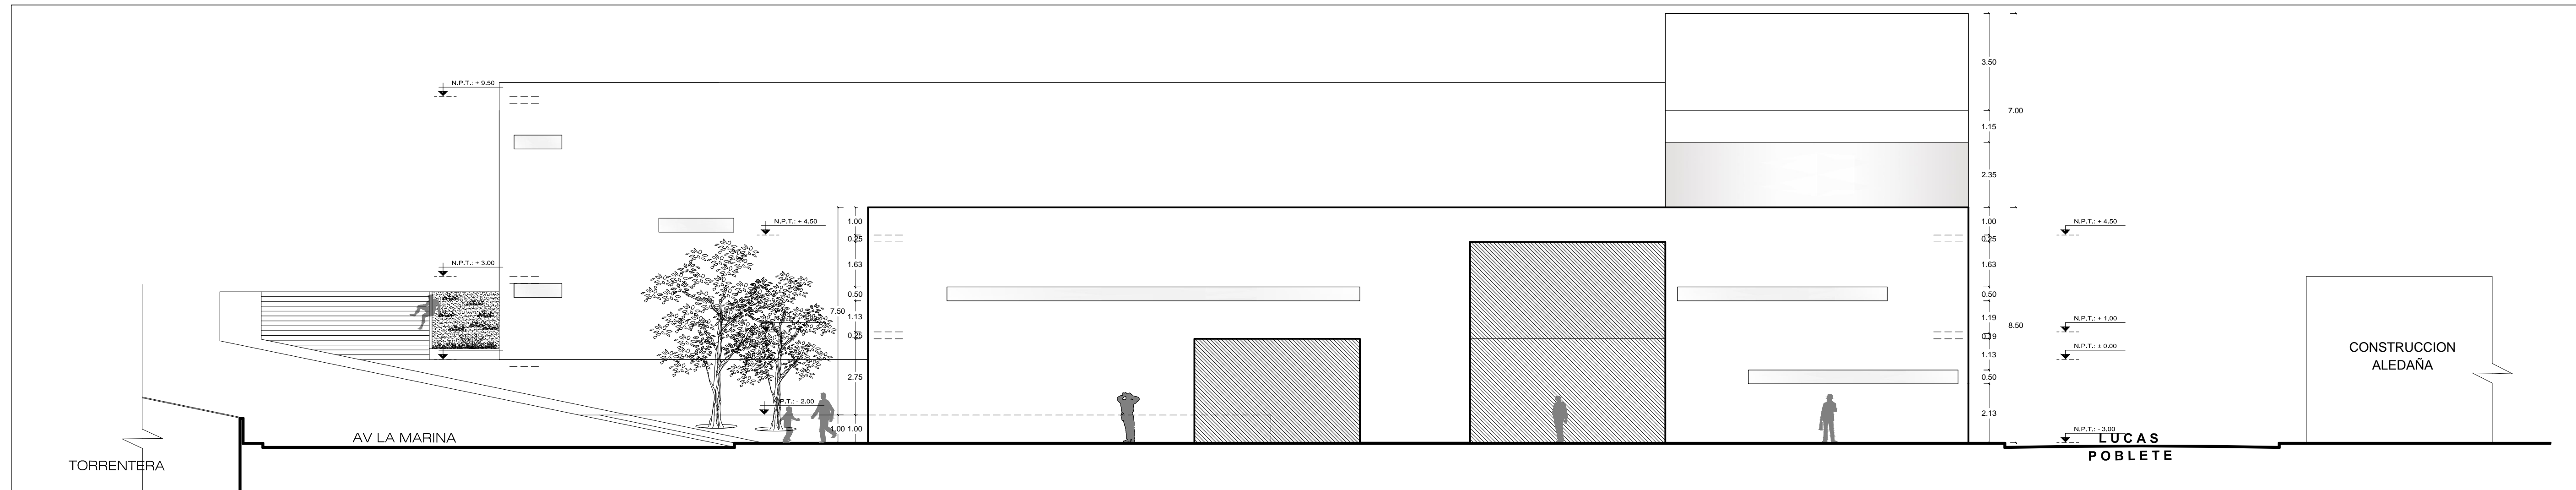 N.P.T.: + 9.50
N.P.T.: + 3.00
N.P.T.: + 4.50
N.P.T.: - 2.00
7.50
1.00
1.00
0.25
1.63
0.50
1.13
0.25
2.75
1.00
3.50
1.15
2.35
7.00
1.00
0.25
1.63
0.50
1.19
0.19
1.13
0.50
2.13
8.50
N.P.T.: + 4.50
N.P.T.: + 1.00
N.P.T.: ± 0.00
N.P.T.: - 3.00
TORRENTERA
AV LA MARINA
LUCAS
POBLETE
CONSTRUCCION
ALEDAÑA